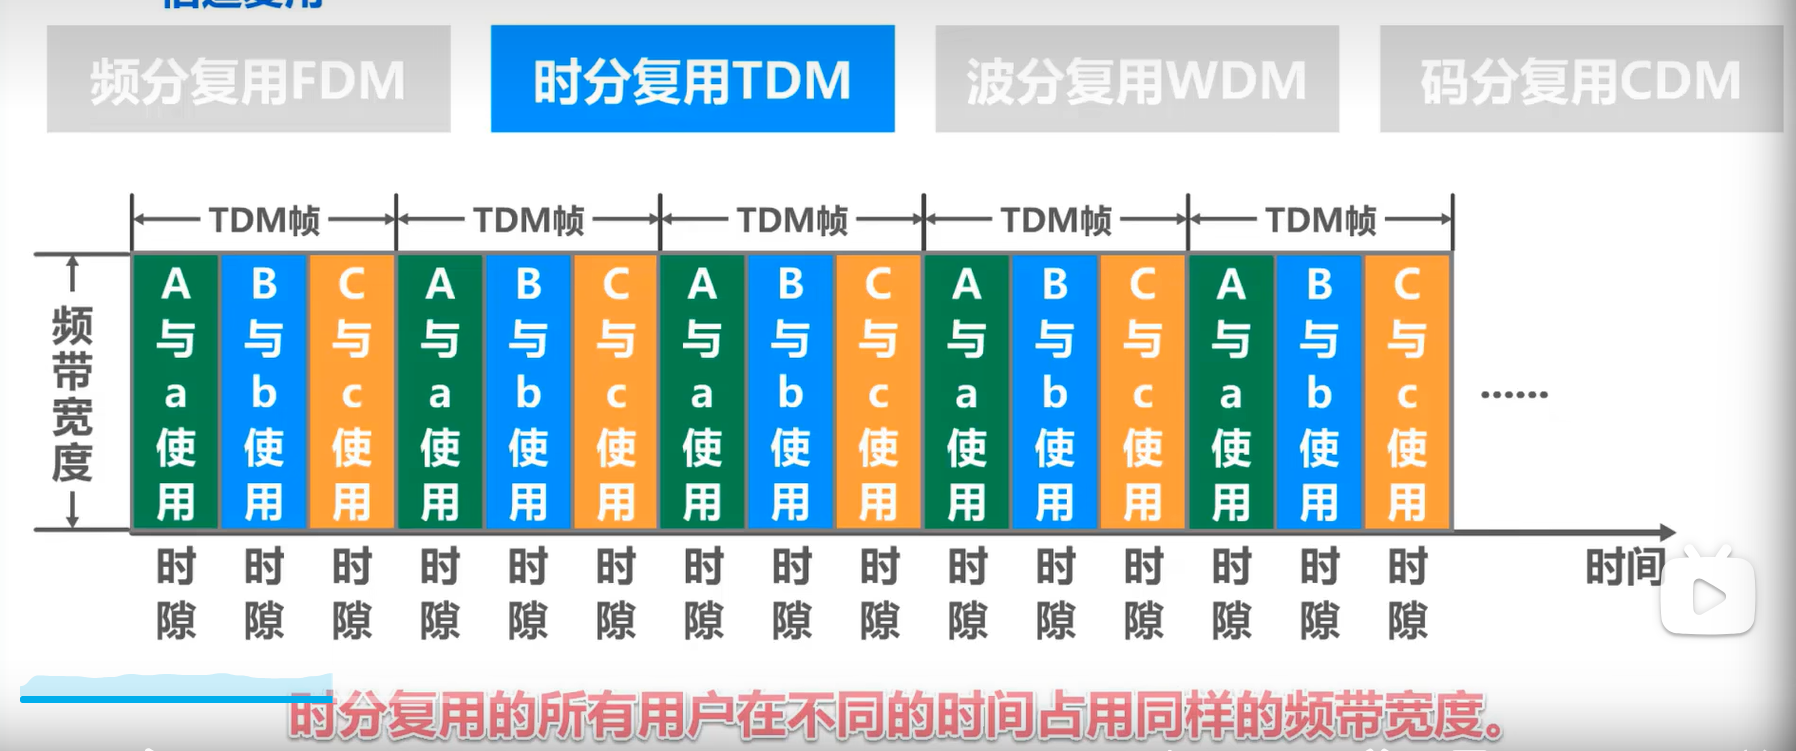 信道复用
频分复用FDM
时分复用TDM
波分复用WDM
码分复用CDM
TDM帧 TDM帧 TDM帧 TDM帧 TDM帧
频带宽度
A与a使用
B与b使用
C与c使用
A与a使用
B与b使用
C与c使用
A与a使用
B与b使用
C与c使用
A与a使用
B与b使用
C与c使用
A与a使用
B与b使用
C与c使用
……
时隙 时隙 时隙 时隙 时隙 时隙 时隙 时隙 时隙 时隙 时隙 时隙 时隙 时隙 时隙
时间
时分复用的所有用户在不同的时间占用同样的频带宽度。